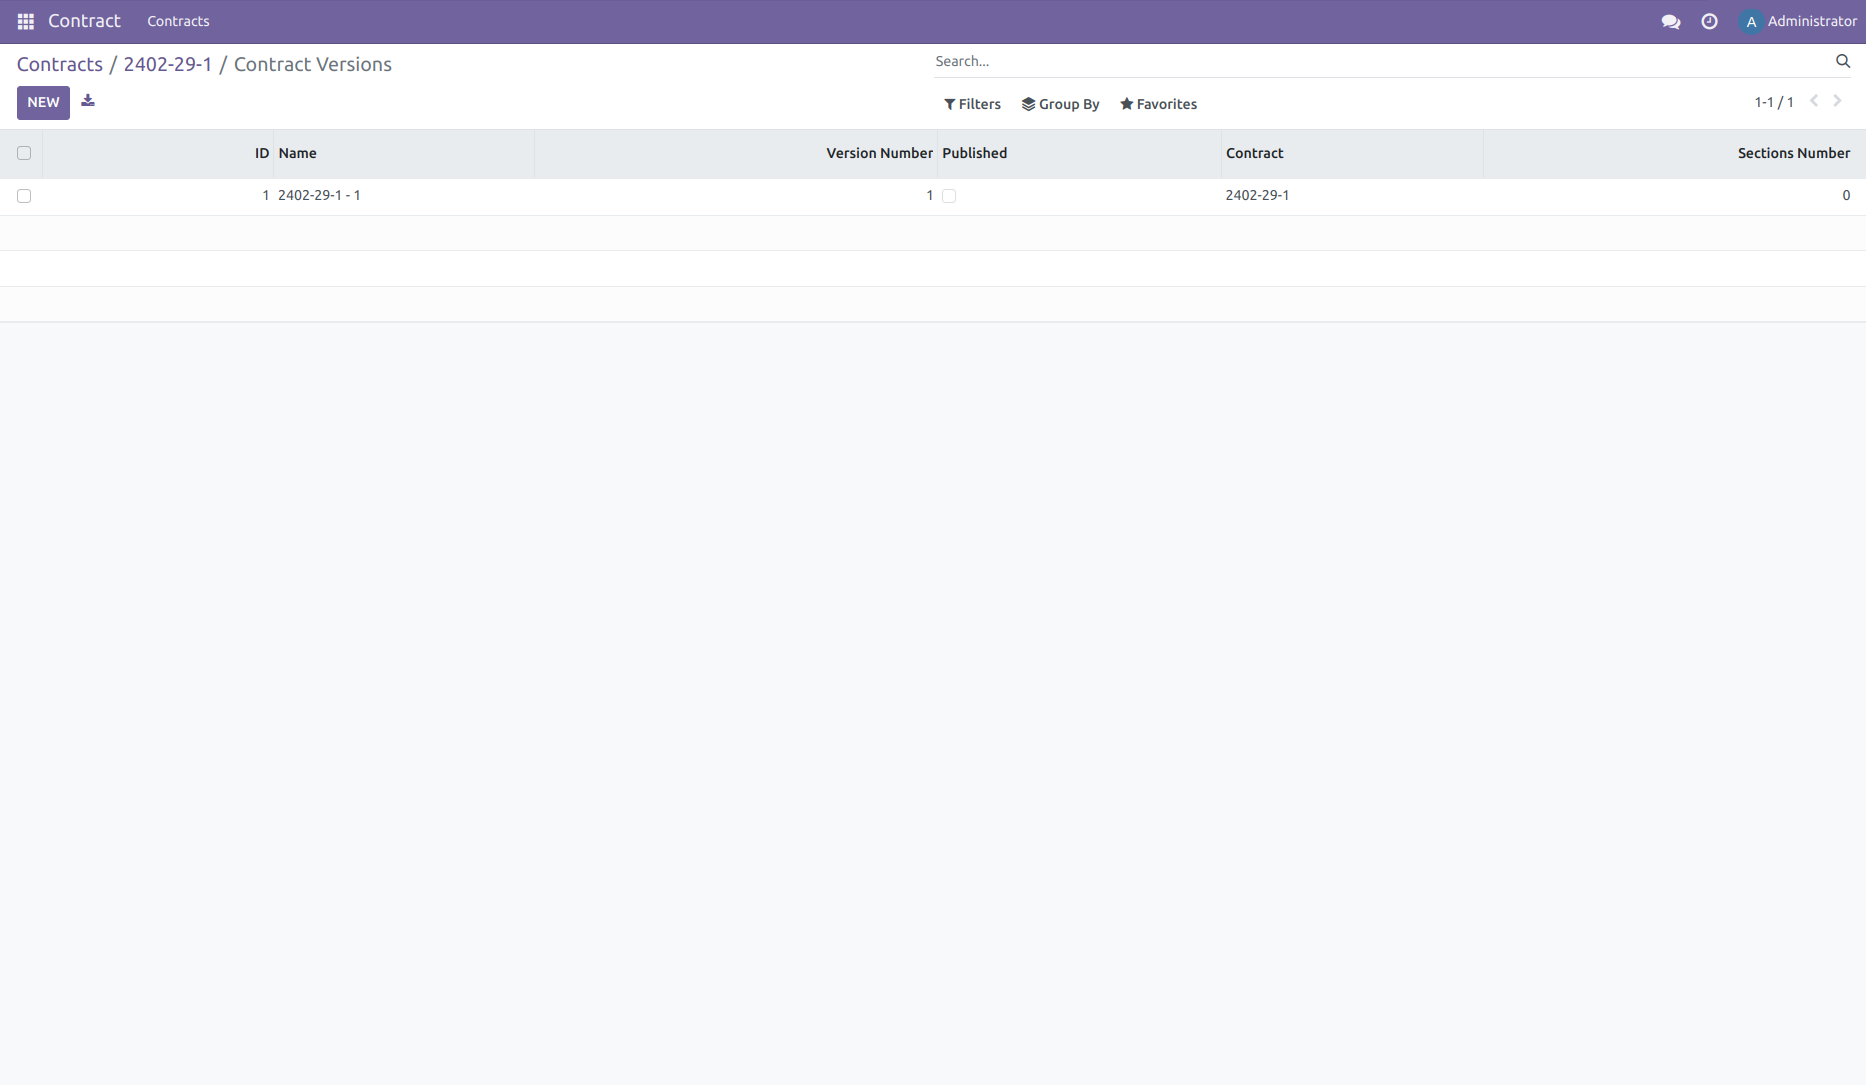 Contract Contracts A Administrator
Contracts / 2402-29-1 / Contract Versions Search...
NEW Filters Group By Favorites 1-1 / 1
ID Name Version Number Published Contract Sections Number
1 2402-29-1 - 1 1 2402-29-1 0